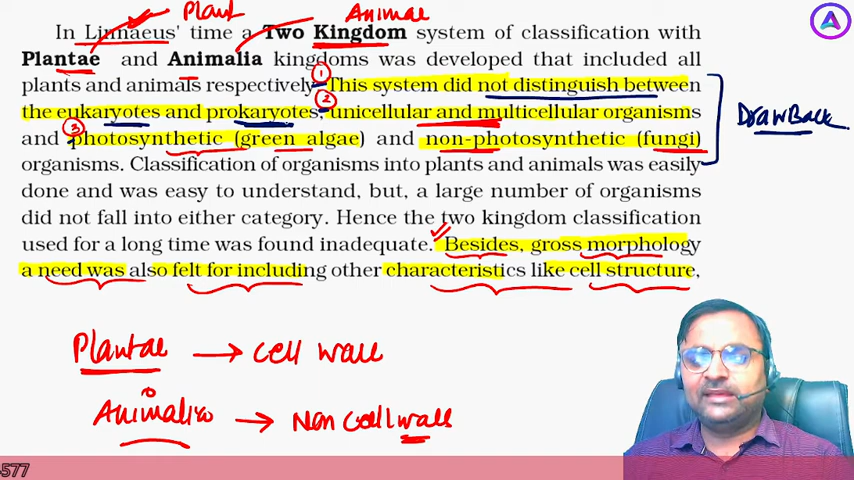 Plant
Animal
In Linnaeus' time a Two Kingdom system of classification with
Plantae and Animalia kingdoms was developed that included all
plants and animals respectively. This system did not distinguish between
the eukaryotes and prokaryotes, unicellular and multicellular organisms
and photosynthetic (green algae) and non-photosynthetic (fungi)
organisms. Classification of organisms into plants and animals was easily
done and was easy to understand, but, a large number of organisms
did not fall into either category. Hence the two kingdom classification
used for a long time was found inadequate. Besides, gross morphology
a need was also felt for including other characteristics like cell structure,
1
2
3
DrawBack
Plantae → cell wall
Animalia → Non cell wall
-577
A